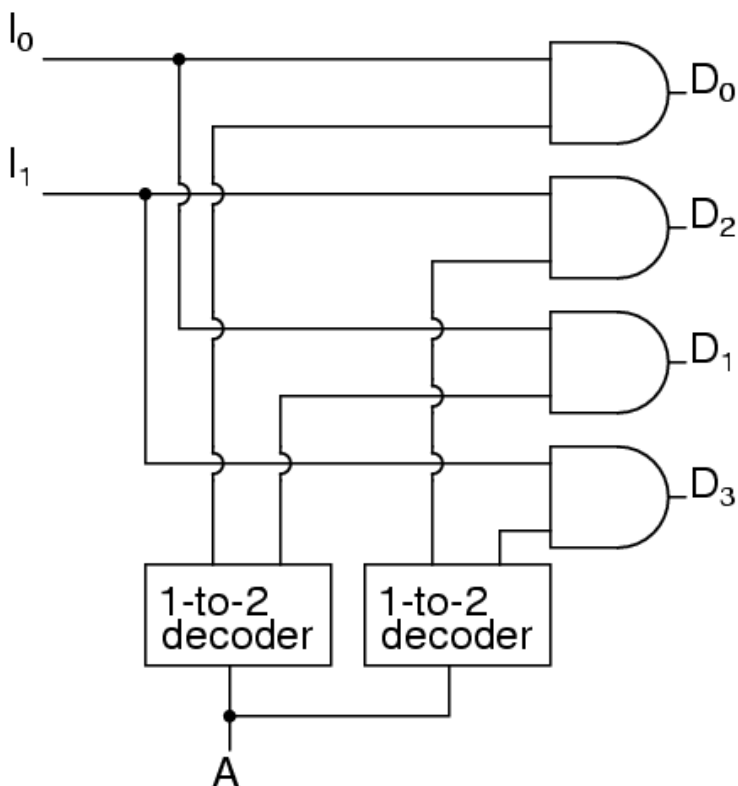 I₀
D₀
I₁
D₂
D₁
D₃
1-to-2
decoder
1-to-2
decoder
A